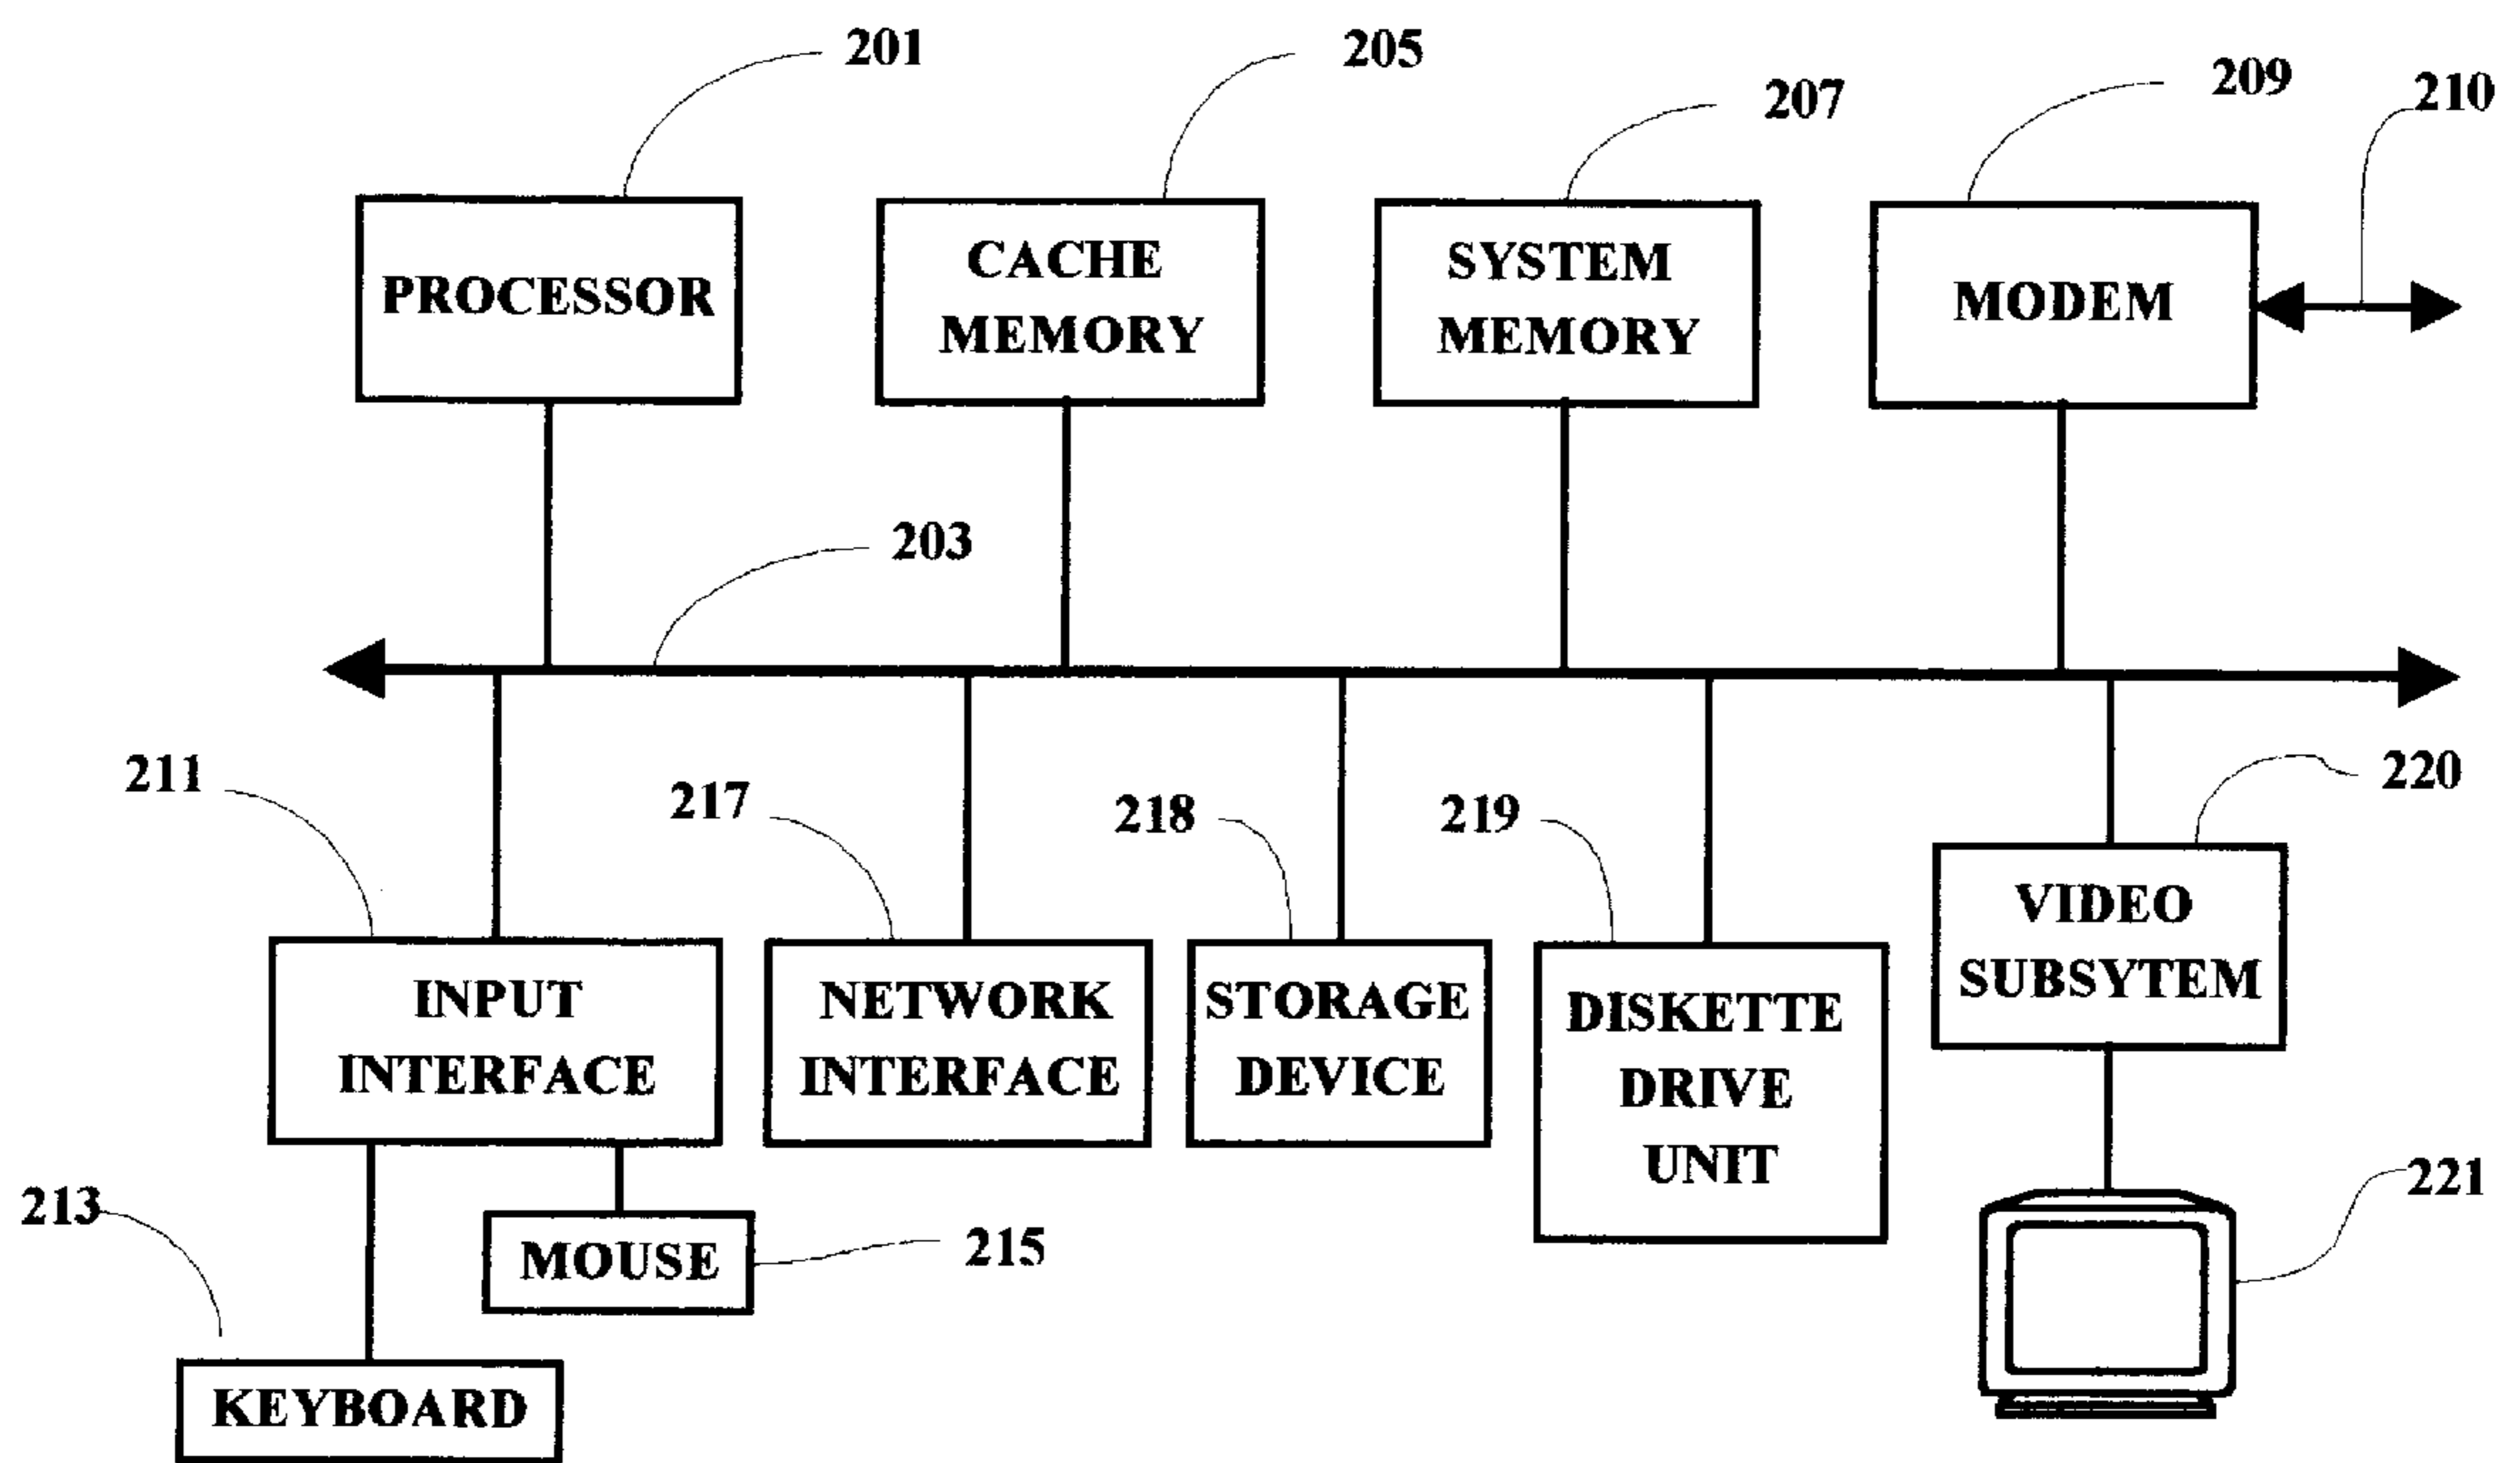 201
205
207
209
210
PROCESSOR
CACHE
MEMORY
SYSTEM
MEMORY
MODEM
203
211
217
218
219
220
INPUT
INTERFACE
NETWORK
INTERFACE
STORAGE
DEVICE
DISKETTE
DRIVE
UNIT
VIDEO
SUBSYTEM
213
MOUSE
215
221
KEYBOARD